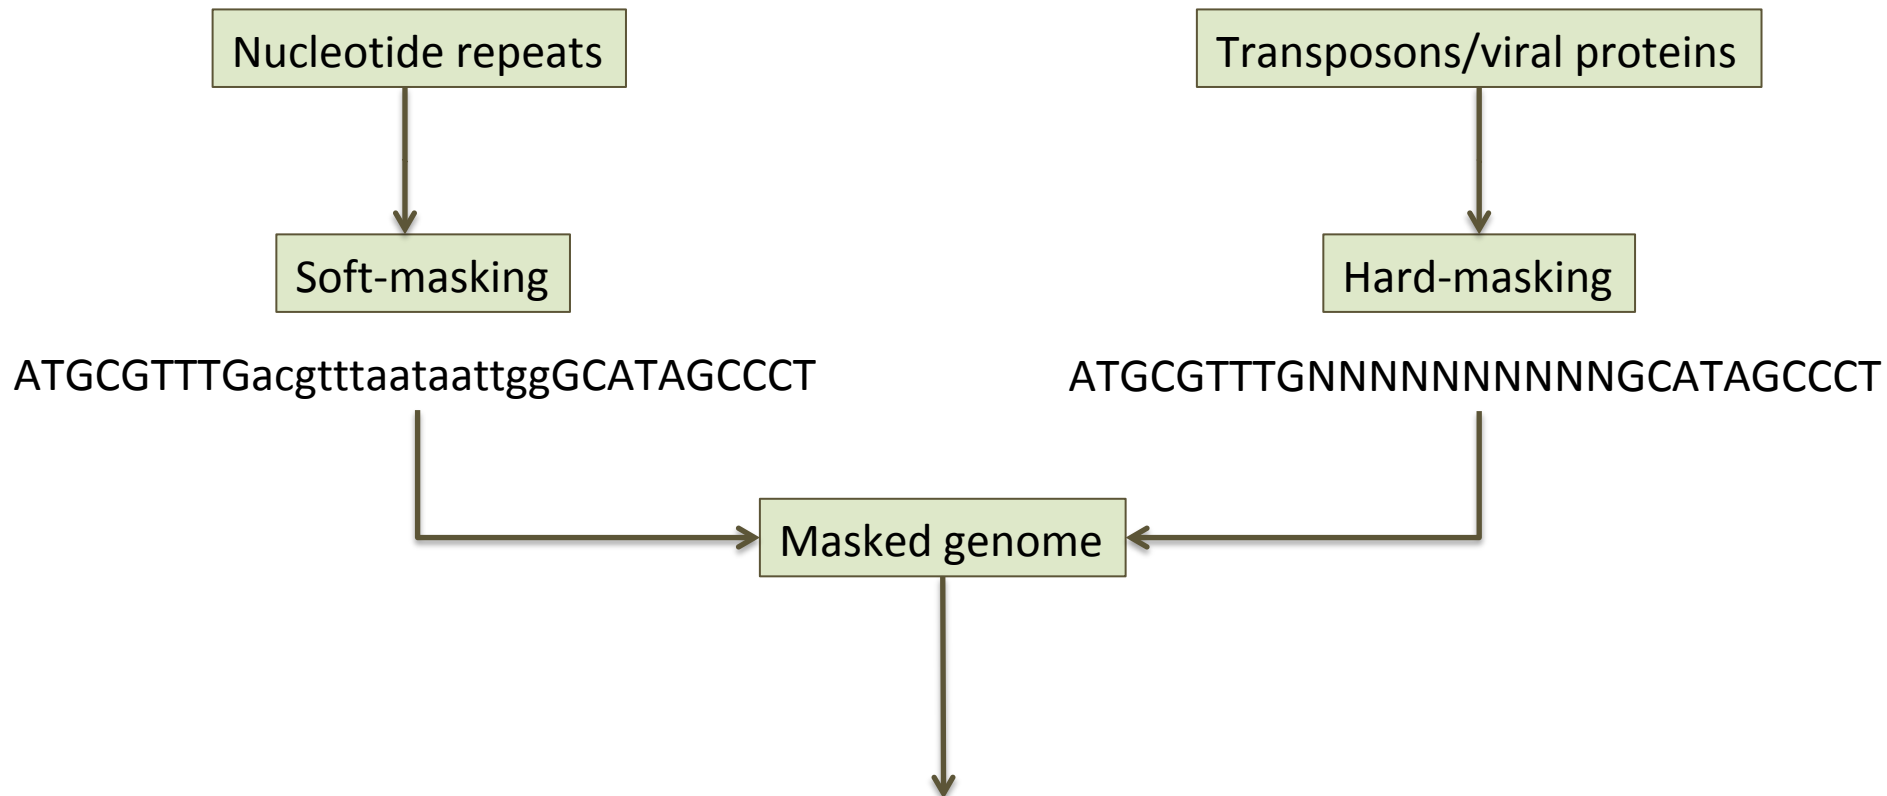 Nucleotide repeats
Transposons/viral proteins
Soft-masking
Hard-masking
ATGCGTTTGacgtttaataattggGCATAGCCCT
ATGCGTTTGNNNNNNNNNNGCATAGCCCT
Masked genome